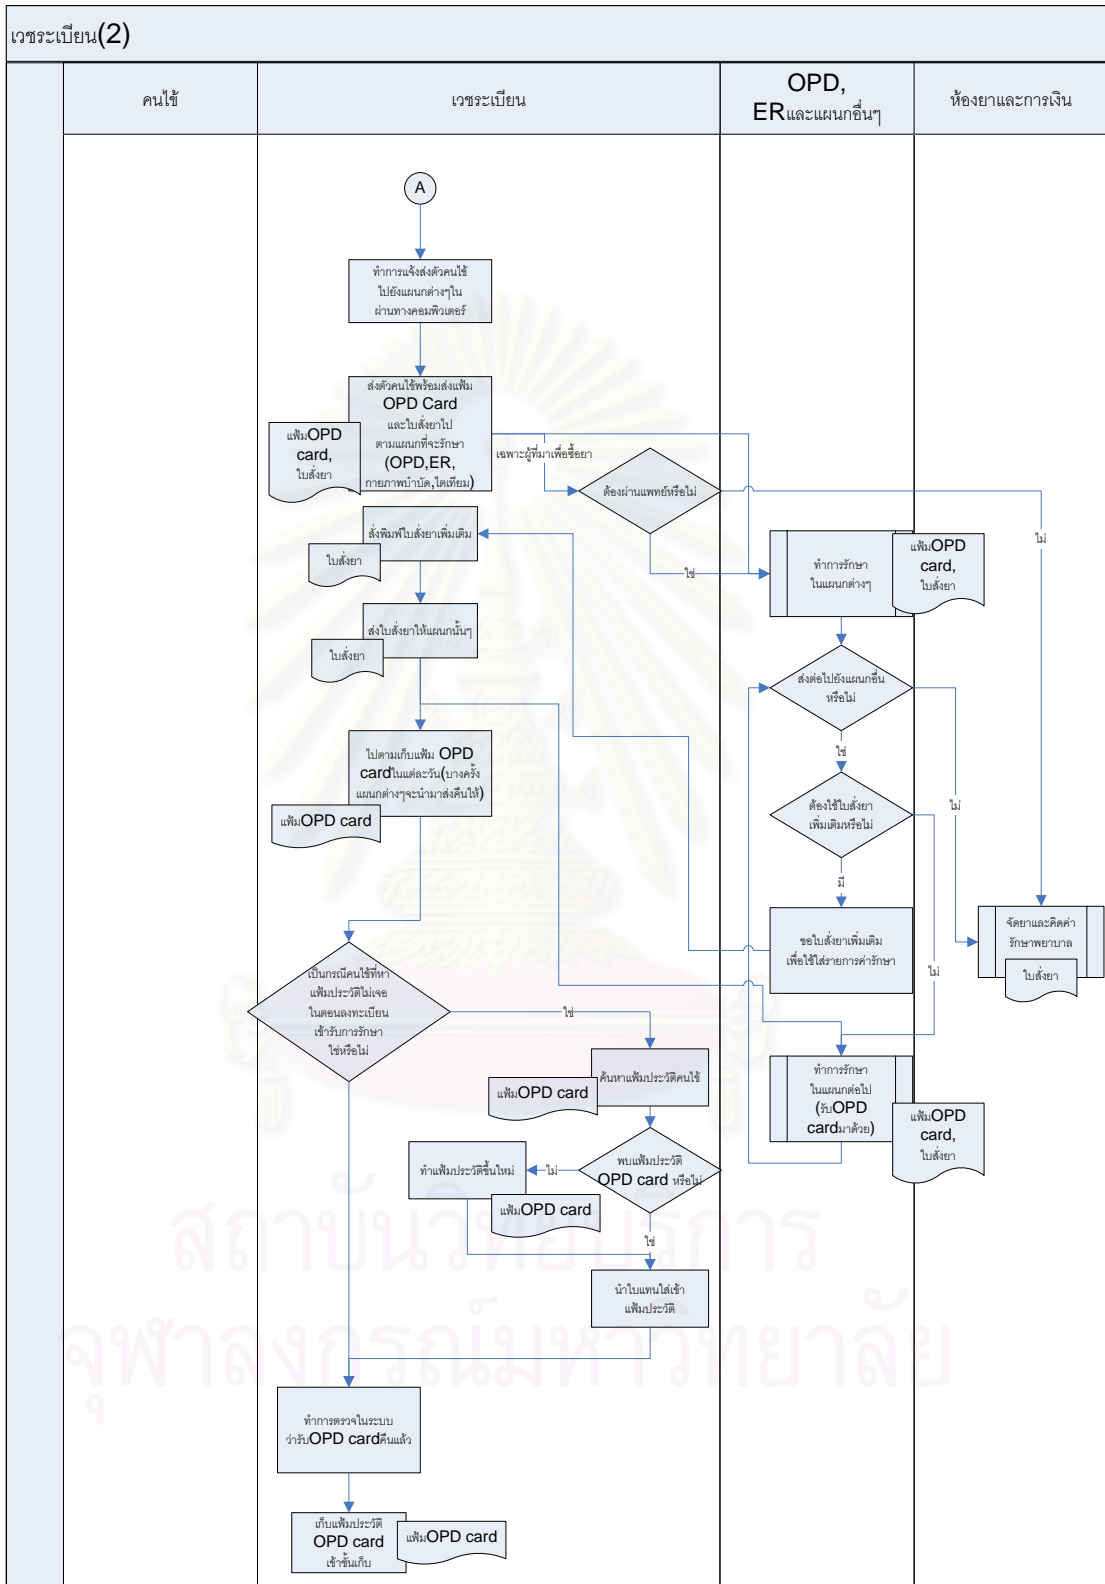 เวชระเบียน(2)
คนไข้
เวชระเบียน
OPD,
ERและแผนกอื่นๆ
ห้องยาและการเงิน
A
ทำการแจ้งส่งตัวคนไข้
ไปยังแผนกต่างๆใน
ผ่านทางคอมพิวเตอร์
ส่งตัวคนไข้พร้อมส่งแฟ้ม
OPD Card
และใบสั่งยาไป
ตามแผนกที่จะรักษา
(OPD,ER,
กายภาพบำบัด,ไตเทียม)
แฟ้มOPD
card,
ใบสั่งยา
เฉพาะผู้ที่มาเพื่อซื้อยา
ต้องผ่านแพทย์หรือไม่
ไม่
ใช่
สั่งพิมพ์ใบสั่งยาเพิ่มเติม
ใบสั่งยา
ทำการรักษา
ในแผนกต่างๆ
แฟ้มOPD
card,
ใบสั่งยา
ส่งใบสั่งยาให้แผนกนั้นๆ
ใบสั่งยา
ส่งต่อไปยังแผนกอื่น
หรือไม่
ใช่
ไม่
ไปตามเก็บแฟ้ม OPD
cardในแต่ละวัน(บางครั้ง
แผนกต่างๆจะนำมาส่งคืนให้)
แฟ้มOPD card
ต้องใช้ใบสั่งยา
เพิ่มเติมหรือไม่
มี
ไม่
ขอใบสั่งยาเพิ่มเติม
เพื่อใช้ใส่รายการค่ารักษา
จัดยาและคิดค่า
รักษาพยาบาล
ใบสั่งยา
เป็นกรณีคนไข้ที่หา
แฟ้มประวัติไม่เจอ
ในตอนลงทะเบียน
เข้ารับการรักษา
ใช่หรือไม่
ใช่
ค้นหาแฟ้มประวัติคนไข้
แฟ้มOPD card
ทำการรักษา
ในแผนกต่อไป
(รับOPD
cardมาด้วย)
แฟ้มOPD
card,
ใบสั่งยา
พบแฟ้มประวัติ
OPD card หรือไม่
ไม่
ทำแฟ้มประวัติขึ้นใหม่
แฟ้มOPD card
ใช่
นำใบแทนใส่เข้า
แฟ้มประวัติ
สถาบันวิทยบริการ
จุฬาลงกรณ์มหาวิทยาลัย
ทำการตรวจในระบบ
ว่ารับOPD cardคืนแล้ว
เก็บแฟ้มประวัติ
OPD card
เข้าชั้นเก็บ
แฟ้มOPD card